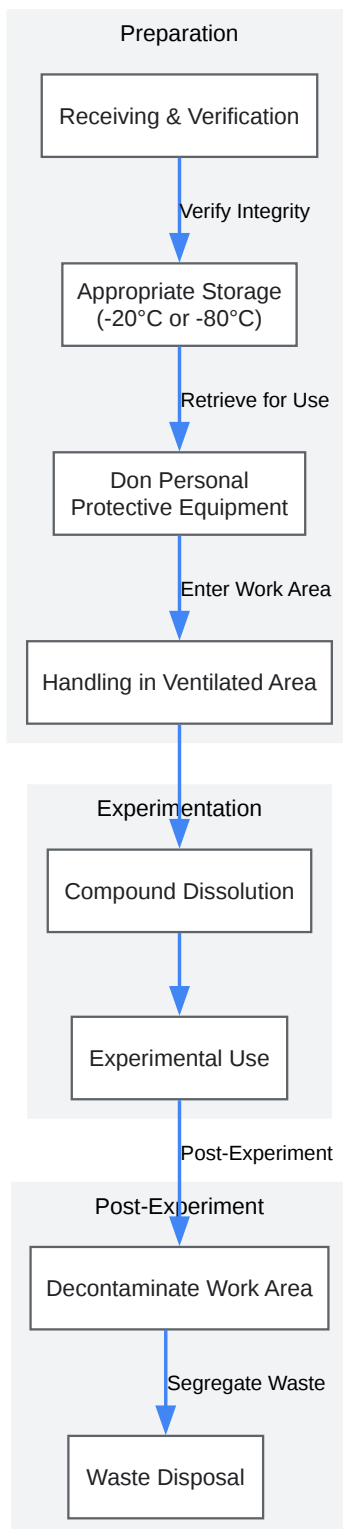 Preparation
Receiving & Verification
Verify Integrity
Appropriate Storage
(-20°C or -80°C)
Retrieve for Use
Don Personal
Protective Equipment
Enter Work Area
Handling in Ventilated Area
Experimentation
Compound Dissolution
Experimental Use
Post-Experiment
Post-Experiment
Decontaminate Work Area
Segregate Waste
Waste Disposal